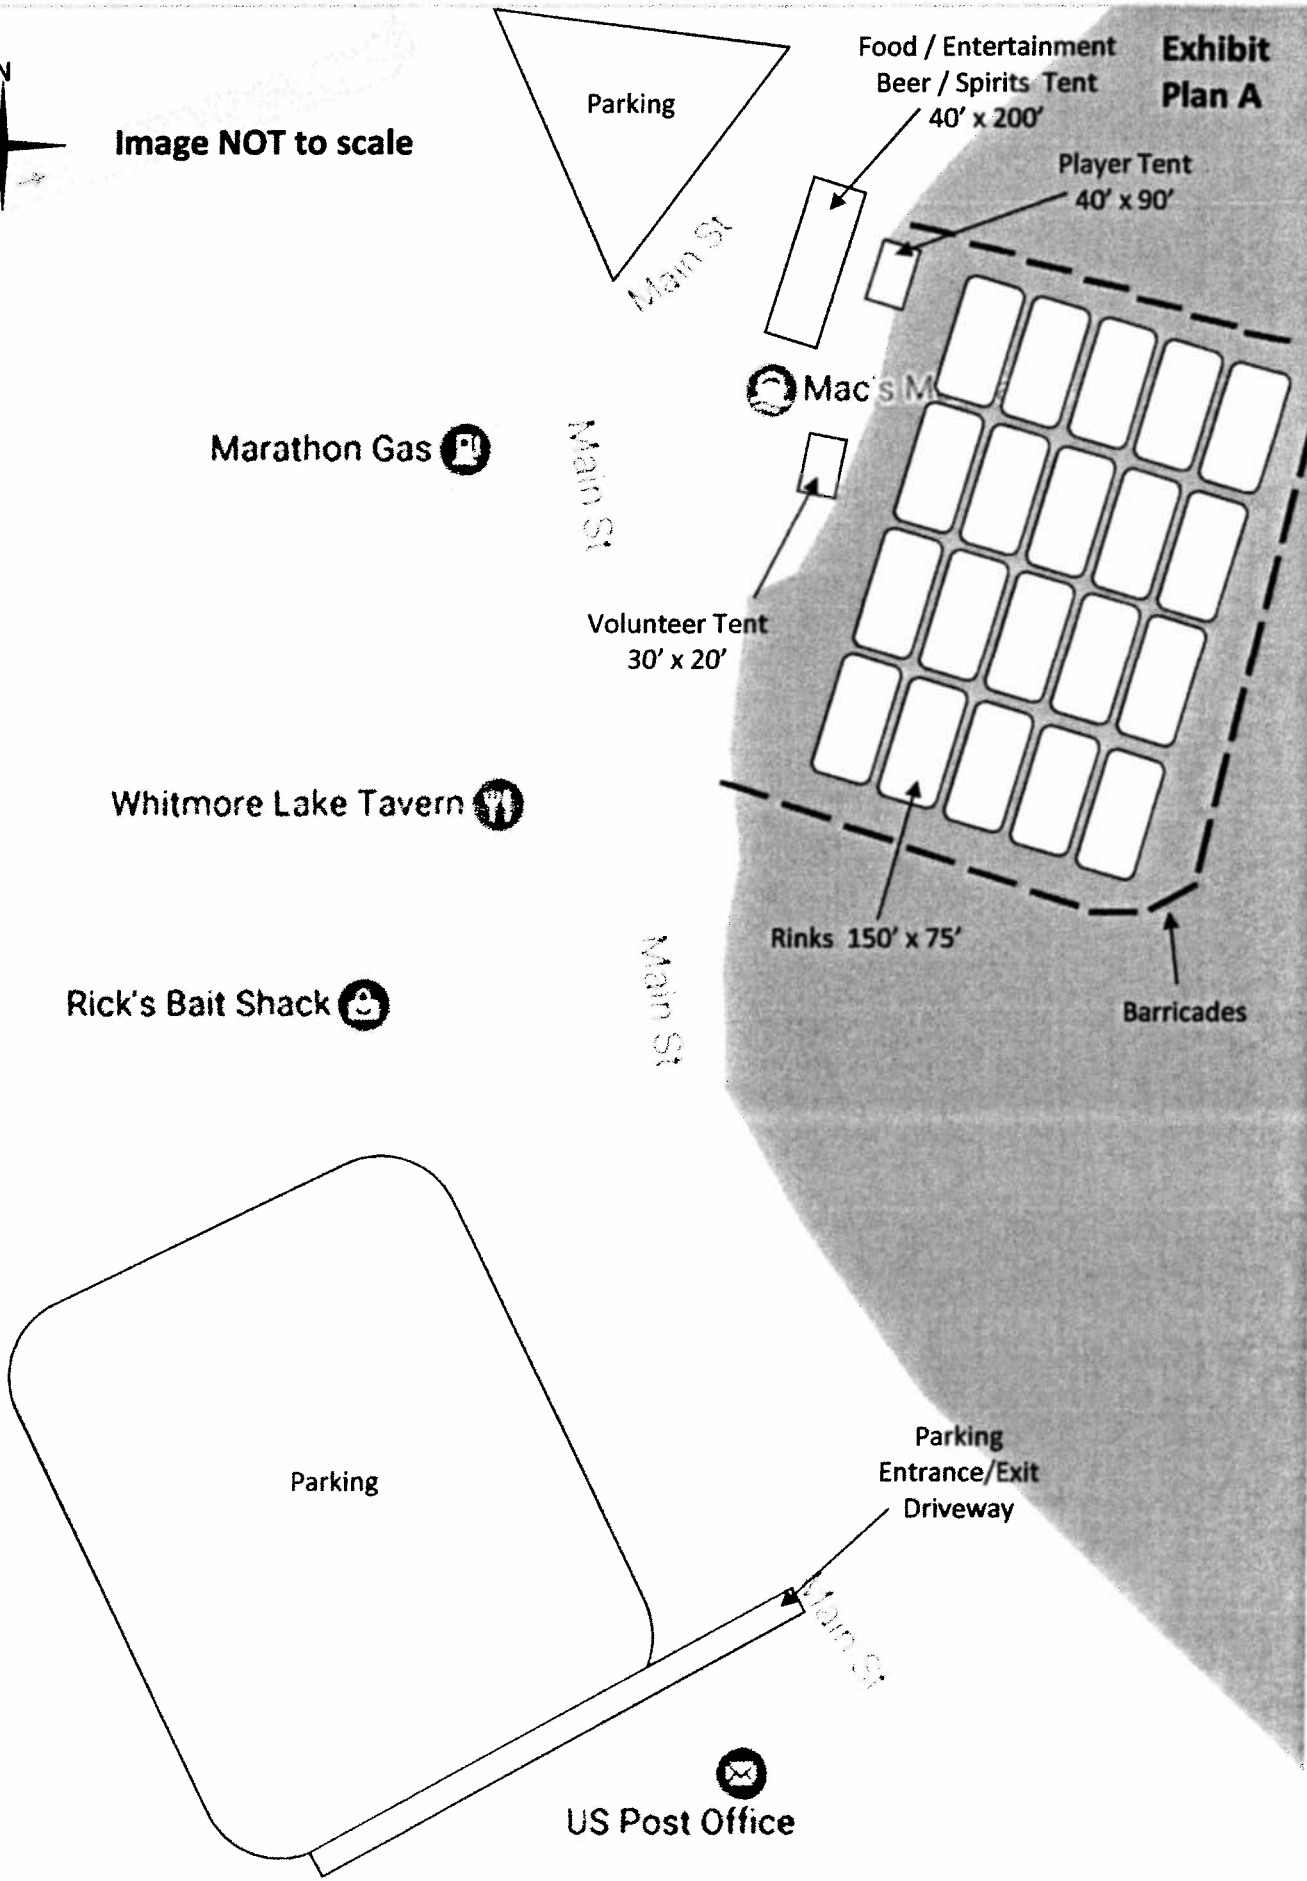 N
Image NOT to scale
Parking
Food / Entertainment
Beer / Spirits Tent
40' x 200'
Exhibit
Plan A
Player Tent
40' x 90'
Main St
Mac's
Marathon Gas
Main St
Volunteer Tent
30' x 20'
Whitmore Lake Tavern
Rinks 150' x 75'
Main St
Rick's Bait Shack
Barricades
Parking
Parking
Entrance/Exit
Driveway
Main St
US Post Office